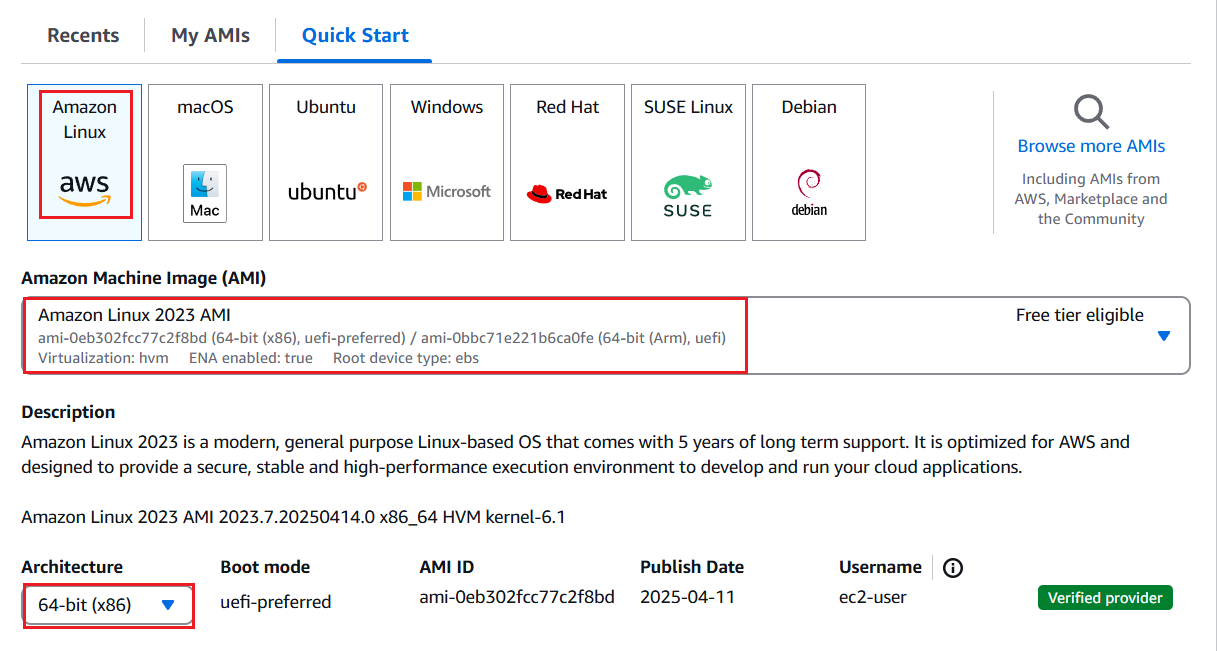 Recents My AMIs Quick Start
Amazon Linux
aws
macOS
Mac
Ubuntu
ubuntu
Windows
Microsoft
Red Hat
Red Hat
SUSE Linux
SUSE
Debian
debian
Browse more AMIs
Including AMIs from
AWS, Marketplace and
the Community
Amazon Machine Image (AMI)
Amazon Linux 2023 AMI Free tier eligible
ami-0eb302fcc77c2f8bd (64-bit (x86), uefi-preferred) / ami-0bbc71e221b6ca0fe (64-bit (Arm), uefi)
Virtualization: hvm ENA enabled: true Root device type: ebs
Description
Amazon Linux 2023 is a modern, general purpose Linux-based OS that comes with 5 years of long term support. It is optimized for AWS and
designed to provide a secure, stable and high-performance execution environment to develop and run your cloud applications.
Amazon Linux 2023 AMI 2023.7.20250414.0 x86_64 HVM kernel-6.1
Architecture Boot mode AMI ID Publish Date Username
64-bit (x86) uefi-preferred ami-0eb302fcc77c2f8bd 2025-04-11 ec2-user Verified provider